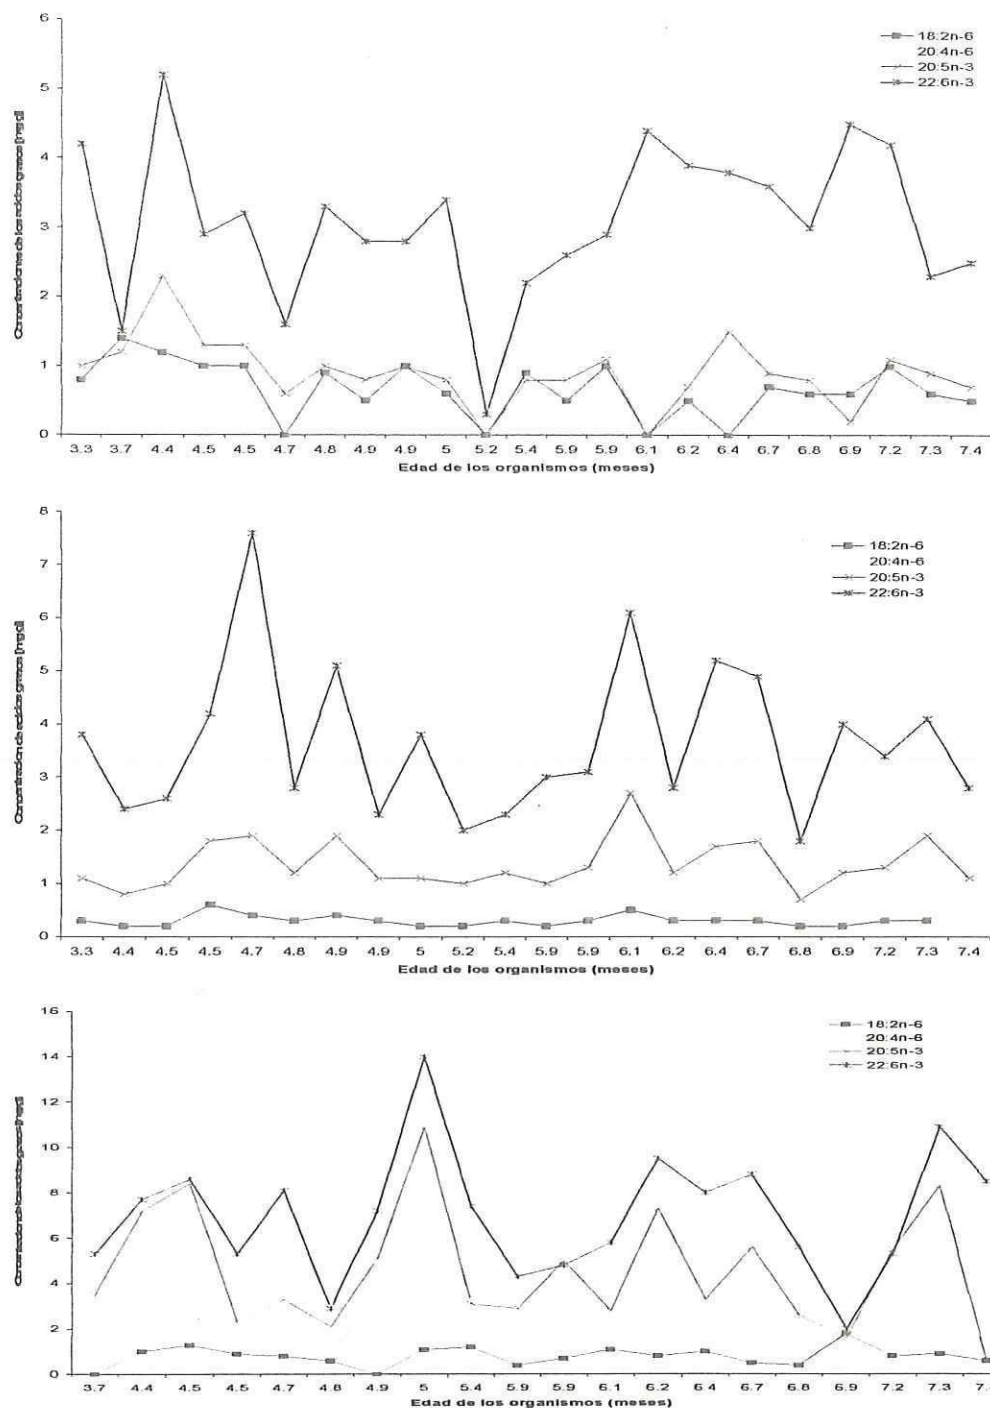 6
18:2n-6
20:4n-6
20:5n-3
22:6n-3
5
4
3
2
1
0
3.3 3.7 4.4 4.5 4.5 4.7 4.8 4.9 4.9 5 5.2 5.4 5.9 5.9 6.1 6.2 6.4 6.7 6.8 6.9 7.2 7.3 7.4
Edad de los organismos (meses)
8
18:2n-6
20:4n-6
20:5n-3
22:6n-3
7
6
5
4
3
2
1
0
3.3 4.4 4.5 4.5 4.7 4.8 4.9 4.9 5 5.2 5.4 5.9 5.9 6.1 6.2 6.4 6.7 6.8 6.9 7.2 7.3 7.4
Edad de los organismos (meses)
16
18:2n-6
20:4n-6
20:5n-3
22:6n-3
14
12
10
8
6
4
2
0
3.7 4.4 4.5 4.5 4.7 4.8 4.9 5 5.4 5.9 5.9 6.1 6.2 6.4 6.7 6.8 6.9 7.2 7.3
Edad de los organismos (meses)